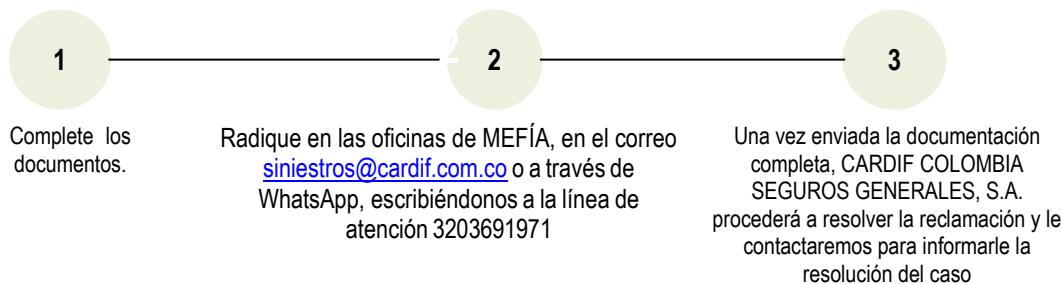 1
2
2
3
Complete los
documentos.
Radique en las oficinas de MEFÍA, en el correo
siniestros@cardif.com.co o a través de
WhatsApp, escribiéndonos a la línea de
atención 3203691971
Una vez enviada la documentación
completa, CARDIF COLOMBIA
SEGUROS GENERALES, S.A.
procederá a resolver la reclamación y le
contactaremos para informarle la
resolución del caso